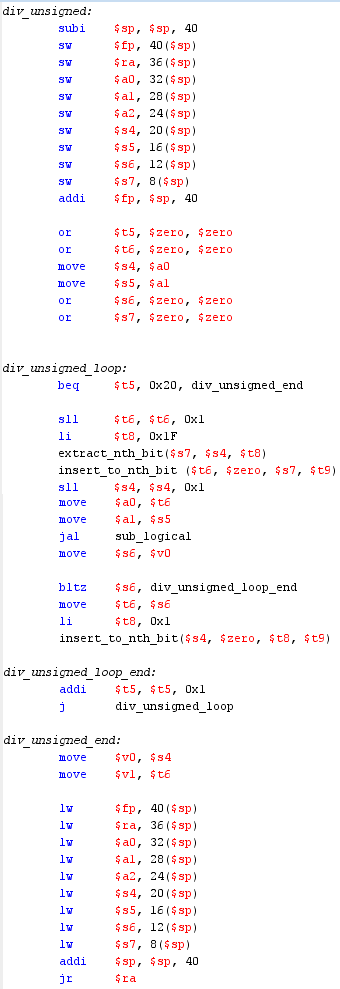 div_unsigned:
subi $sp, $sp, 40
sw $fp, 40($sp)
sw $ra, 36($sp)
sw $a0, 32($sp)
sw $a1, 28($sp)
sw $a2, 24($sp)
sw $s4, 20($sp)
sw $s5, 16($sp)
sw $s6, 12($sp)
sw $s7, 8($sp)
addi $fp, $sp, 40
or $t5, $zero, $zero
or $t6, $zero, $zero
move $s4, $a0
move $s5, $a1
or $s6, $zero, $zero
or $s7, $zero, $zero
div_unsigned_loop:
beq $t5, 0x20, div_unsigned_end
sll $t6, $t6, 0x1
li $t8, 0x1F
extract_nth_bit($s7, $s4, $t8)
insert_to_nth_bit ($t6, $zero, $s7, $t9)
sll $s4, $s4, 0x1
move $a0, $t6
move $a1, $s5
jal sub_logical
move $s6, $v0
bltz $s6, div_unsigned_loop_end
move $t6, $s6
li $t8, 0x1
insert_to_nth_bit($s4, $zero, $t8, $t9)
div_unsigned_loop_end:
addi $t5, $t5, 0x1
j div_unsigned_loop
div_unsigned_end:
move $v0, $s4
move $v1, $t6
lw $fp, 40($sp)
lw $ra, 36($sp)
lw $a0, 32($sp)
lw $a1, 28($sp)
lw $a2, 24($sp)
lw $s4, 20($sp)
lw $s5, 16($sp)
lw $s6, 12($sp)
lw $s7, 8($sp)
addi $sp, $sp, 40
jr $ra